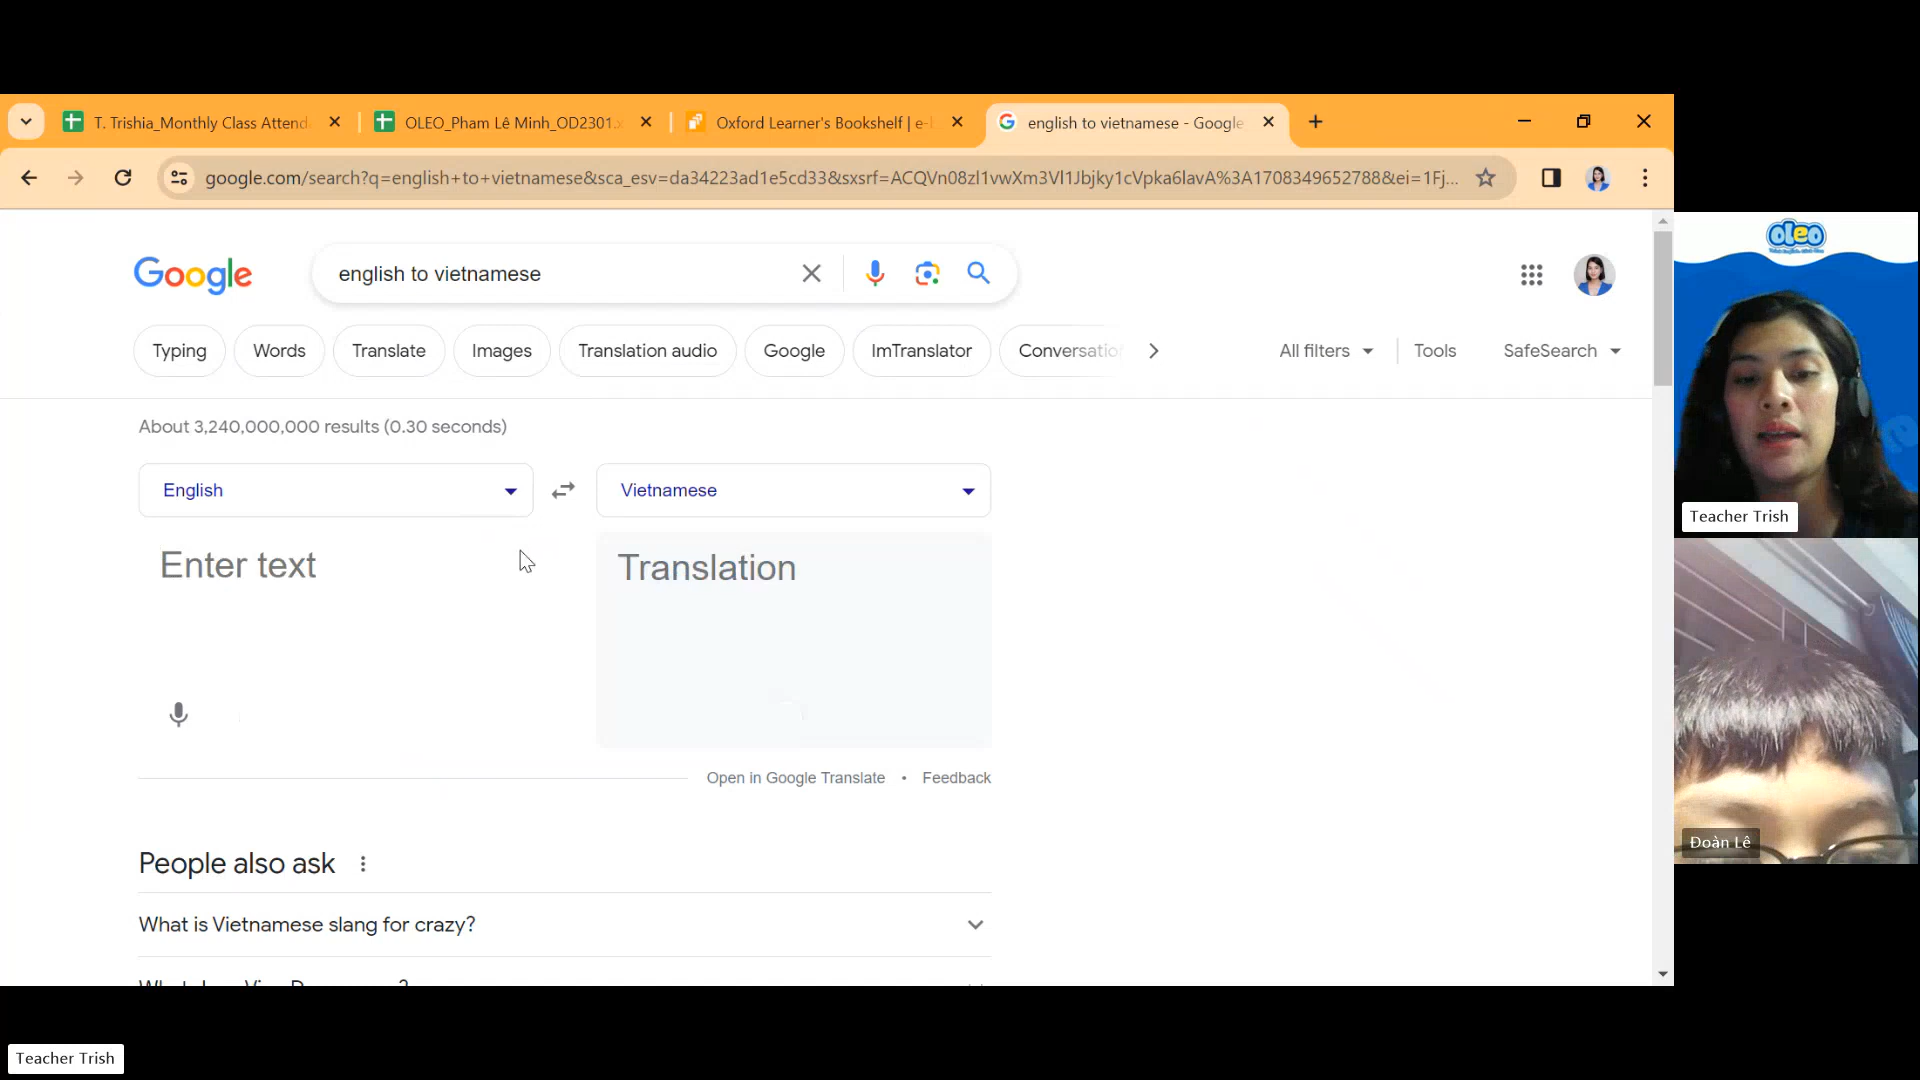 T. Trishia_Monthly Class Attend
OLEO_Pham Lê Minh_OD2301.x
Oxford Learner's Bookshelf | e-b
english to vietnamese - Google
google.com/search?q=english+to+vietnamese&sca_esv=da34223ad1e5cd33&sxsrf=ACQVn08zl1vwXm3Vl1Jbjky1cVpka6lavA%3A1708349652788&ei=1Fj...
oleo
Google
english to vietnamese
Typing
Words
Translate
Images
Translation audio
Google
ImTranslator
Conversation
All filters
Tools
SafeSearch
About 3,240,000,000 results (0.30 seconds)
English
Vietnamese
Enter text
Translation
Teacher Trish
Open in Google Translate • Feedback
People also ask
Đoàn Lê
What is Vietnamese slang for crazy?
Teacher Trish